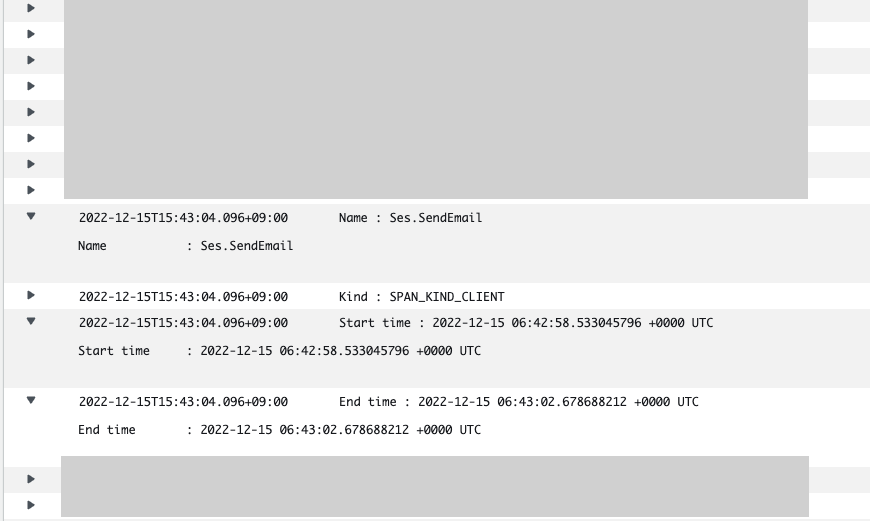 2022-12-15T15:43:04.096+09:00 Name : Ses.SendEmail
Name : Ses.SendEmail
2022-12-15T15:43:04.096+09:00 Kind : SPAN_KIND_CLIENT
2022-12-15T15:43:04.096+09:00 Start time : 2022-12-15 06:42:58.533045796 +0000 UTC
Start time : 2022-12-15 06:42:58.533045796 +0000 UTC
2022-12-15T15:43:04.096+09:00 End time : 2022-12-15 06:43:02.678688212 +0000 UTC
End time : 2022-12-15 06:43:02.678688212 +0000 UTC